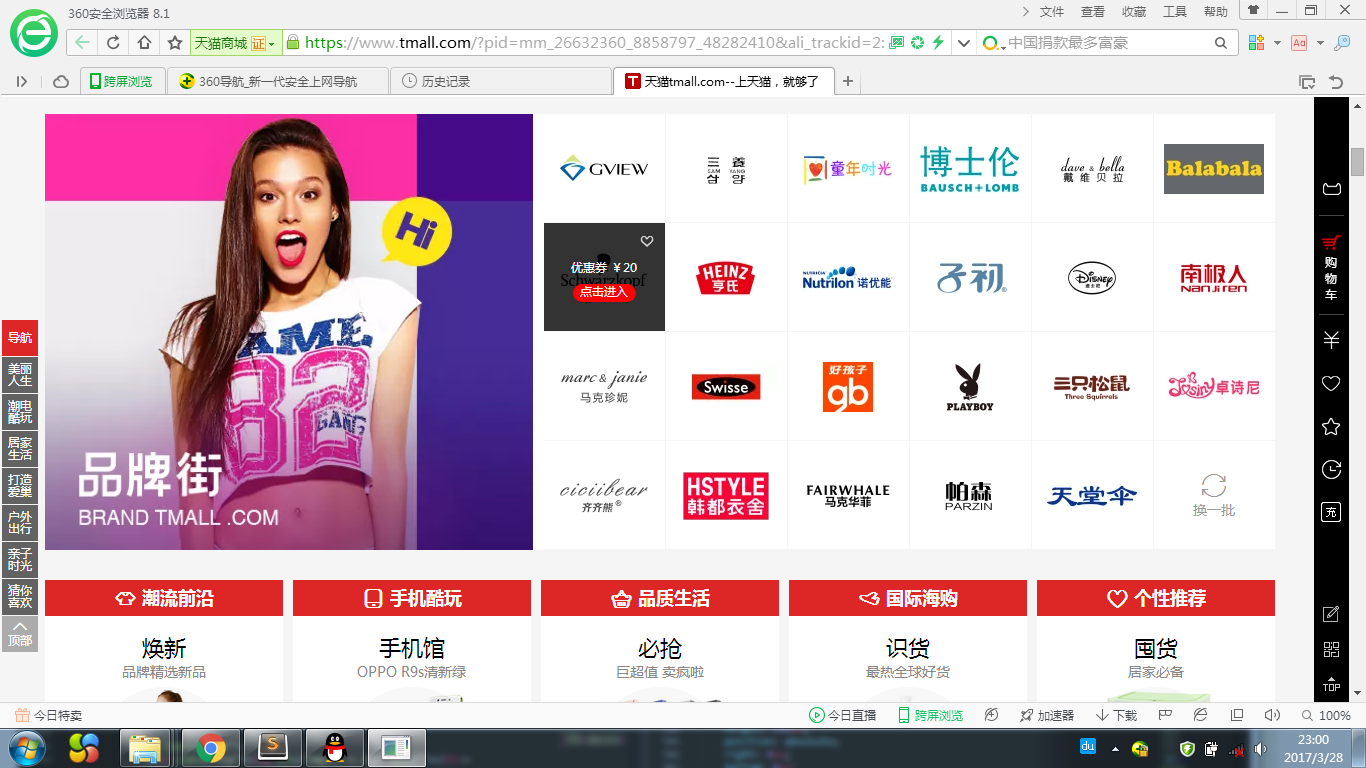 360安全浏览器 8.1
文件 查看 收藏 工具 帮助
天猫商城 证
https://www.tmall.com/?pid=mm_26632360_8858797_48202410&ali_trackid=2:
中国捐款最多富豪
跨屏浏览
360导航_新一代安全上网导航
历史记录
天猫tmall.com--上天猫，就够了
Hi
品牌街
BRAND TMALL .COM
GVIEW
三養
SAM YANG
삼양
童年时光
博士伦
BAUSCH+LOMB
dave & bella
戴维贝拉
Balabala
优惠券 ￥20
Schwarzkopf
点击进入
HEINZ
亨氏
NUTRICIA
Nutrilon 诺优能
子初
Disney
迪士尼
南极人
NanJiren
marc & janie
马克珍妮
Swisse
好孩子
gb
PLAYBOY
三只松鼠
Three Squirrels
卓诗尼
ciciibear
齐齐熊
HSTYLE
韩都衣舍
FAIRWHALE
马克华菲
帕森
PARZIN
天堂伞
换一批
导航
美丽
人生
潮电
酷玩
居家
生活
打造
爱巢
户外
出行
亲子
时光
猜你
喜欢
顶部
购
物
车
充
TOP
潮流前沿
手机酷玩
品质生活
国际海购
个性推荐
焕新
品牌精选新品
手机馆
OPPO R9s清新绿
必抢
巨超值 卖疯啦
识货
最热全球好货
囤货
居家必备
今日特卖
今日直播
跨屏浏览
加速器
下载
100%
du
23:00
2017/3/28